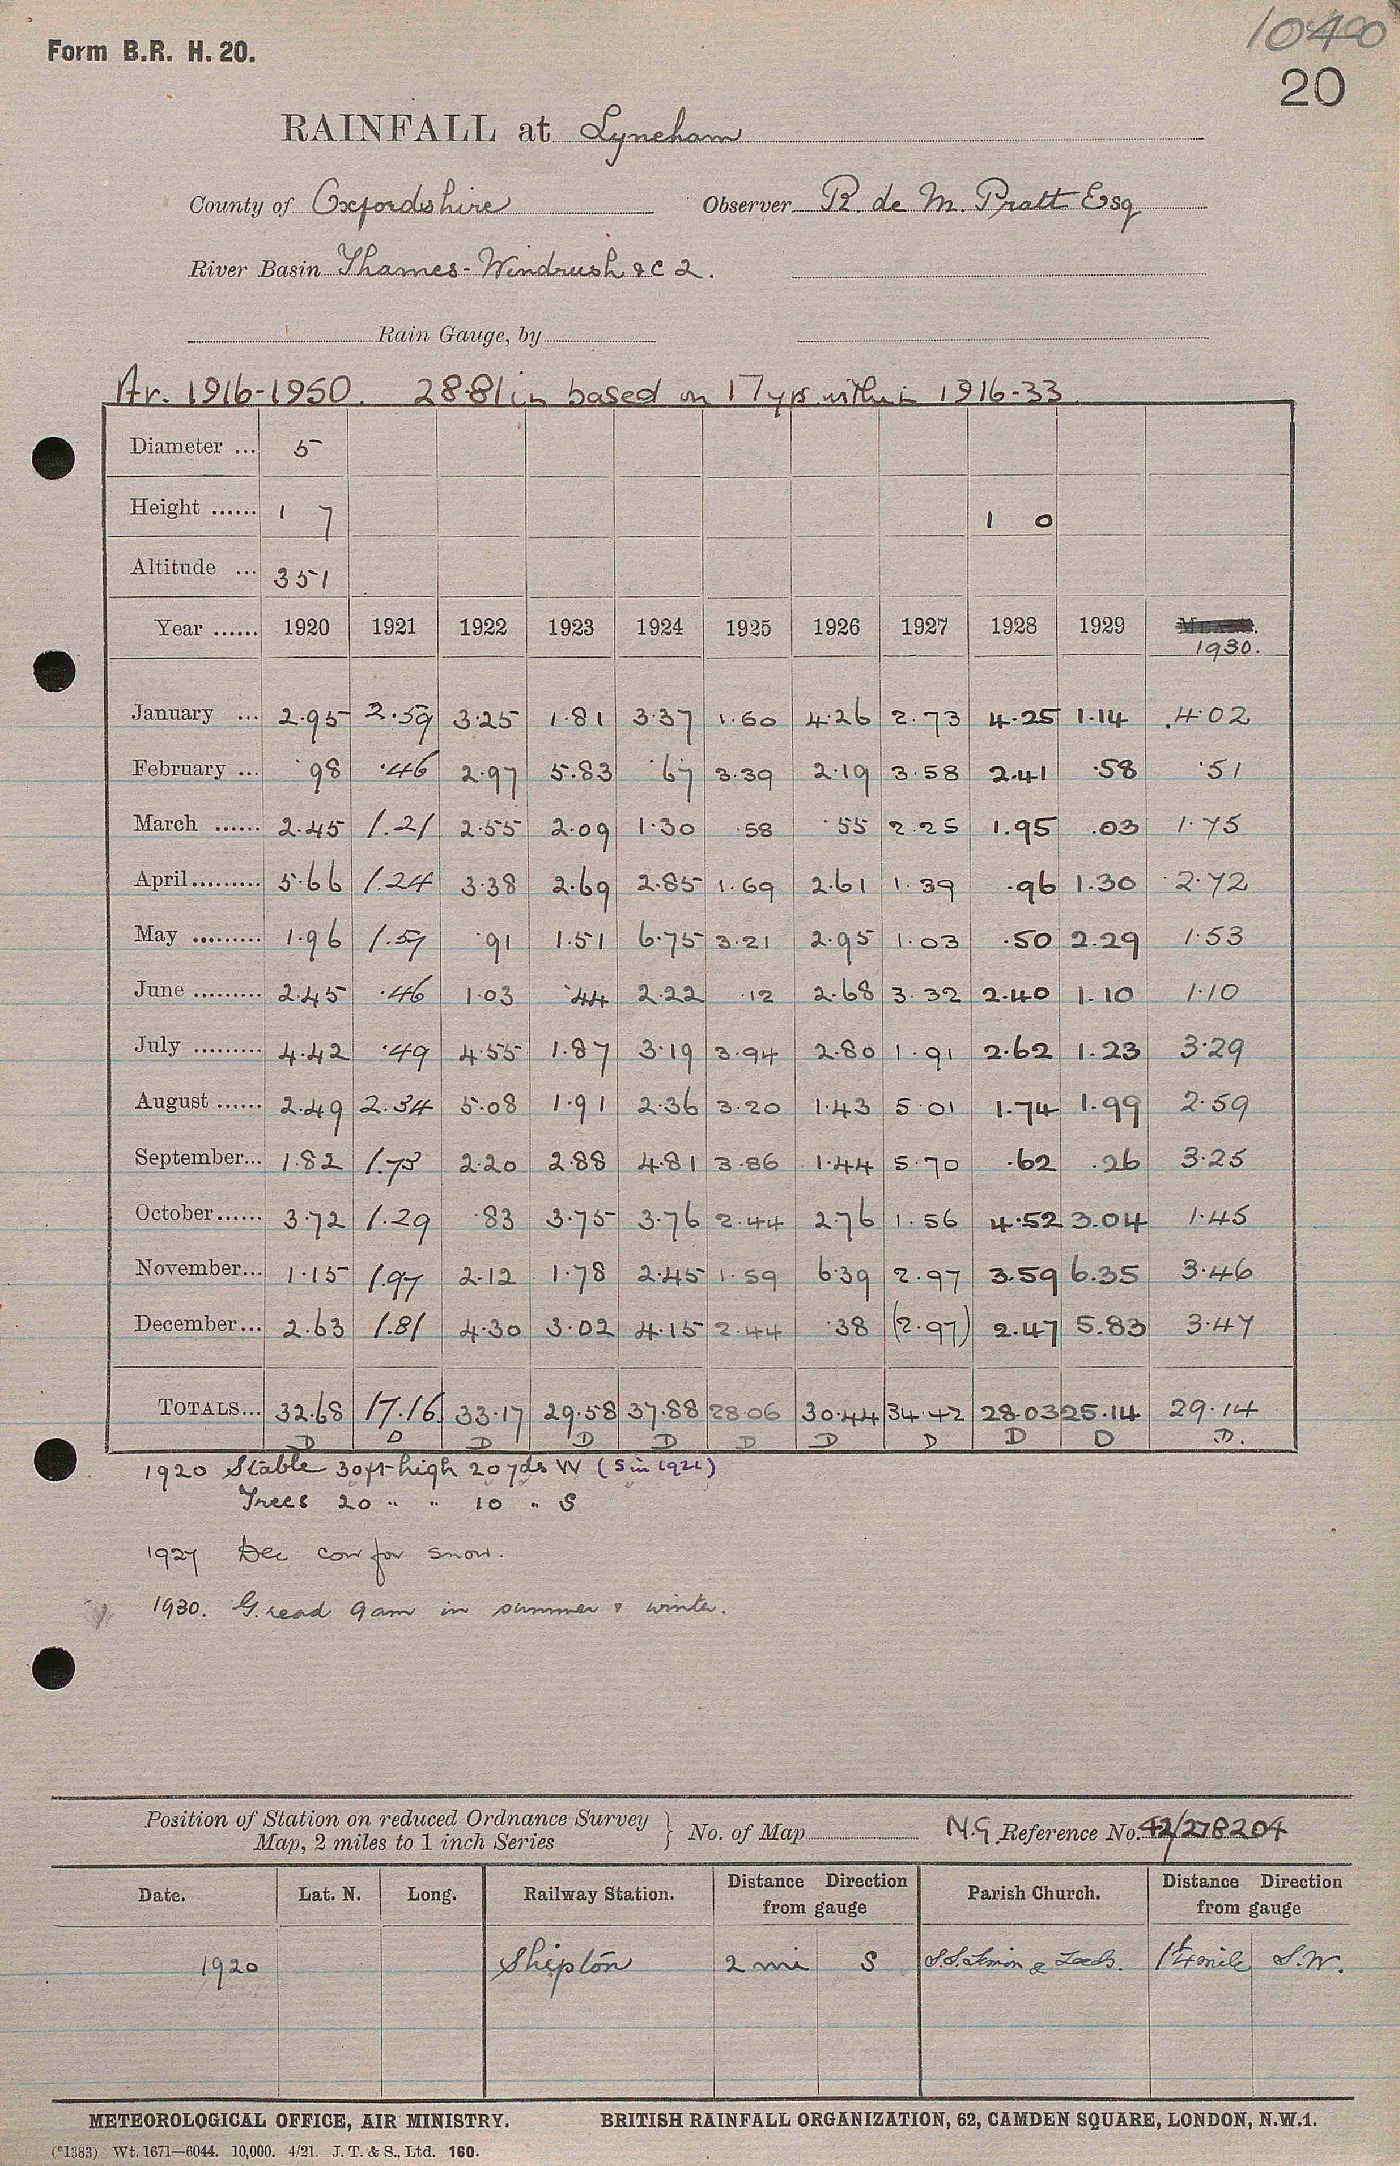 10400
Form B.R. H. 20.
20
RAINFALL at Lyneham
County of Oxfordshire Observer R. de M. Pratt Esq
River Basin Thames-Windrush &c 2.
Rain Gauge, by
Av. 1916-1950. 28.81in based on 17yrs within 1916-33.
Diameter ... 5
Height ...... 1 7 1 0
Altitude ... 351
Year ...... 1920 1921 1922 1923 1924 1925 1926 1927 1928 1929 1930.
January ... 2.95 2.59 3.25 1.81 3.37 1.60 4.26 2.73 4.25 1.14 4.02
February ... .98 .46 2.97 5.83 .67 3.39 2.19 3.58 2.41 .58 .51
March ...... 2.45 1.21 2.55 2.09 1.30 .58 .55 2.25 1.95 .03 1.75
April......... 5.66 1.24 3.38 2.69 2.85 1.69 2.61 1.39 .96 1.30 2.72
May ......... 1.96 1.57 .91 1.51 6.75 3.21 2.95 1.03 .50 2.29 1.53
June ......... 2.45 .46 1.03 .44 2.22 .12 2.68 3.32 2.40 1.10 1.10
July ......... 4.42 .49 4.55 1.87 3.19 3.94 2.80 1.91 2.62 1.23 3.29
August ...... 2.49 2.34 5.08 1.91 2.36 3.20 1.43 5.01 1.74 1.99 2.59
September... 1.82 1.73 2.20 2.88 4.81 3.86 1.44 5.70 .62 .26 3.25
October...... 3.72 1.29 .83 3.75 3.76 2.44 2.76 1.56 4.52 3.04 1.45
November... 1.15 1.97 2.12 1.78 2.45 1.59 6.39 2.97 3.59 6.35 3.46
December... 2.63 1.81 4.30 3.02 4.15 2.44 .38 (2.97) 2.47 5.83 3.47
TOTALS... 32.68 17.16 33.17 29.58 37.88 28.06 30.44 34.42 28.03 25.14 29.14
D D D D D D D D D D D.
1920 Stable 30ft high 20yds W (S in 1921)
Trees 20 " " 10 " S
1927 Dec corr for snow.
1930. G. read 9am in summer & winter.
Position of Station on reduced Ordnance Survey
Map, 2 miles to 1 inch Series } No. of Map N.G Reference No. 42/278204
Date. Lat. N. Long. Railway Station. Distance Direction from gauge Parish Church. Distance Direction from gauge
1920 Shipton 2 mi S S.S. Simon & 1¼ mile S.W.
METEOROLOGICAL OFFICE, AIR MINISTRY. BRITISH RAINFALL ORGANIZATION, 62, CAMDEN SQUARE, LONDON, N.W.1.
(*1383) Wt. 1671—6044. 10,000. 4/21. J. T. & S., Ltd. 160.